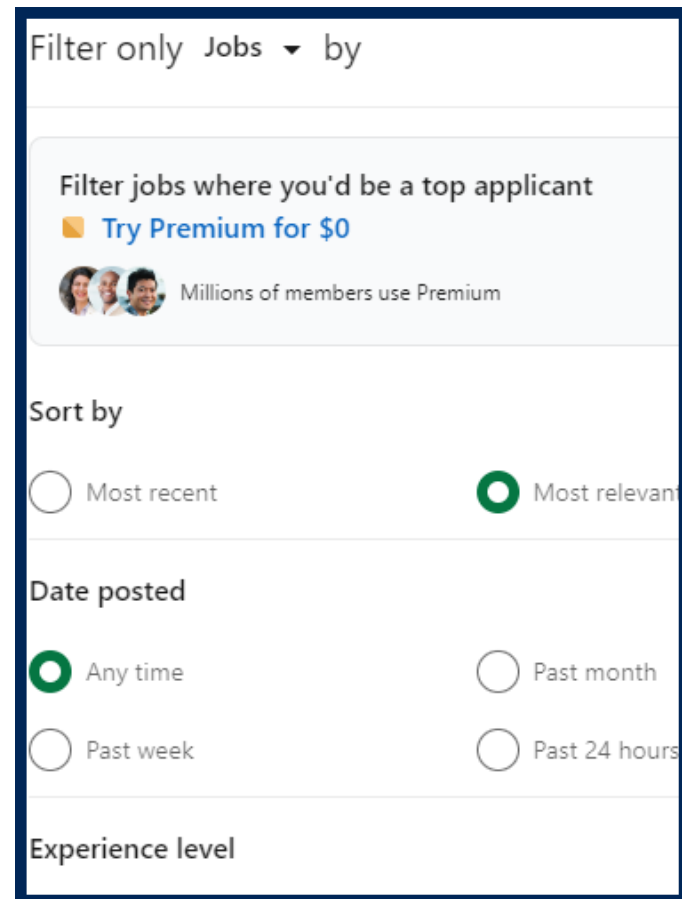 Filter only Jobs by
Filter jobs where you'd be a top applicant
Try Premium for $0
Millions of members use Premium
Sort by
Most recent
Most relevant
Date posted
Any time
Past month
Past week
Past 24 hours
Experience level